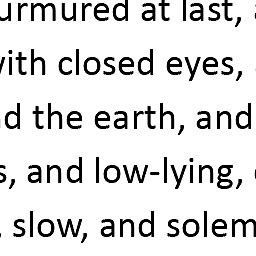 urmured at last,
with closed eyes,
d the earth, and
s, and low-lying,
, slow, and solem